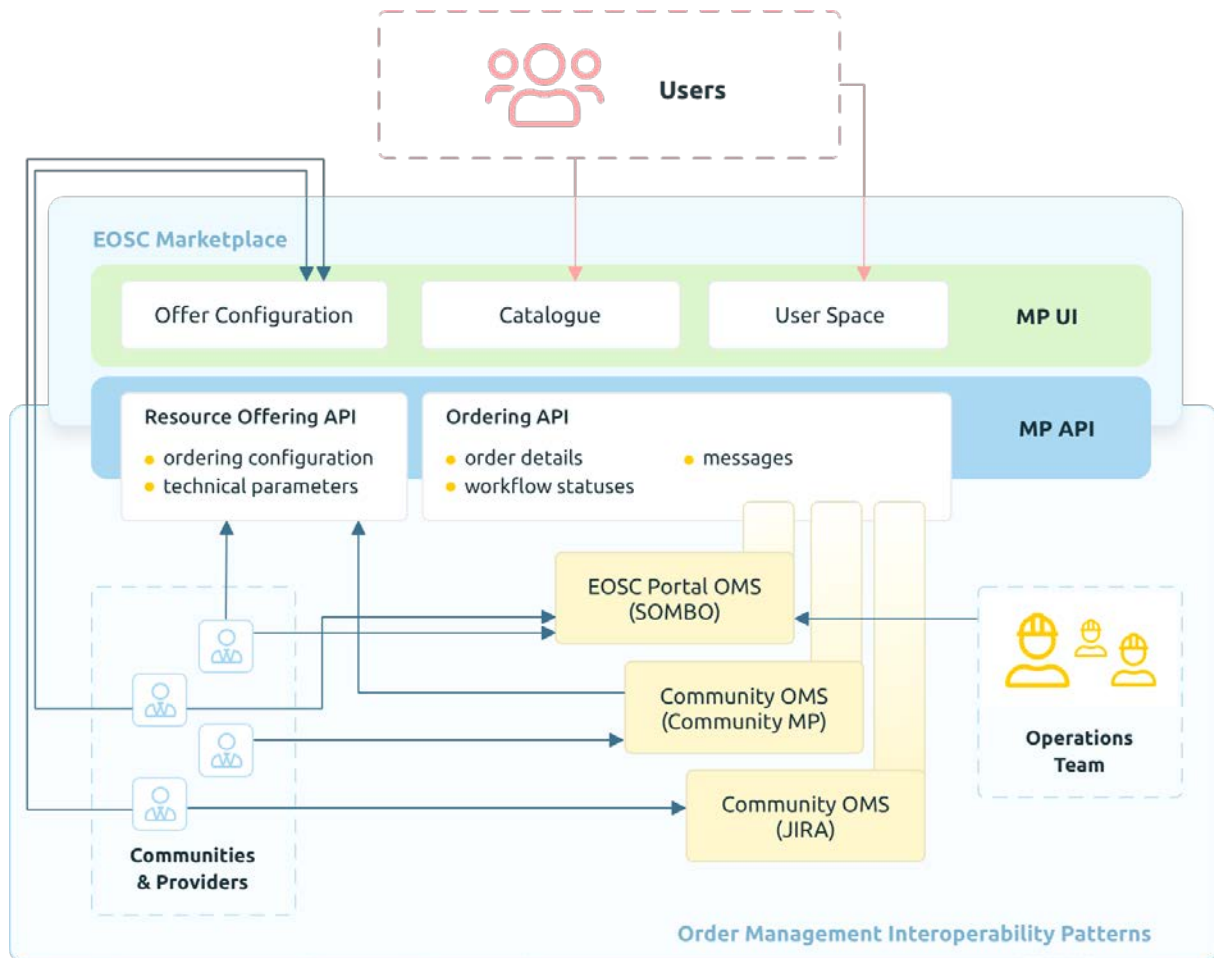 Users
EOSC Marketplace
Offer Configuration
Catalogue
User Space
MP UI
Resource Offering API
ordering configuration
technical parameters
Ordering API
order details
workflow statuses
messages
MP API
EOSC Portal OMS
(SOMBO)
Community OMS
(Community MP)
Community OMS
(JIRA)
Operations
Team
Communities
& Providers
Order Management Interoperability Patterns